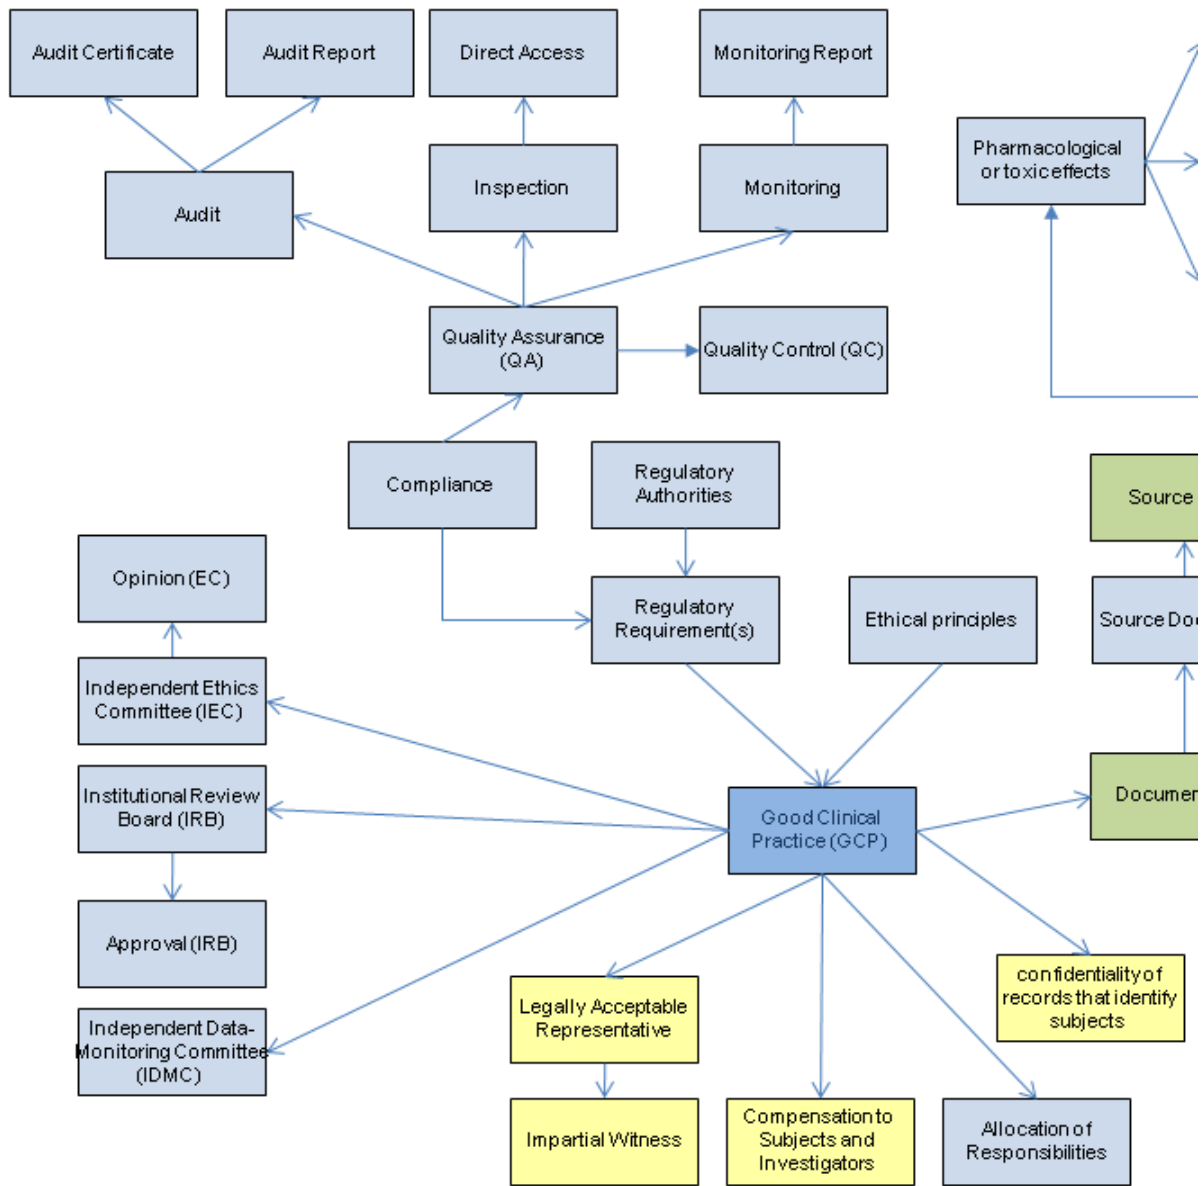 Audit Certificate
Audit Report
Direct Access
Monitoring Report
Pharmacological
or toxic effects
Inspection
Monitoring
Audit
Quality Assurance
(QA)
Quality Control (QC)
Compliance
Regulatory
Authorities
Source
Opinion (EC)
Regulatory
Requirement(s)
Ethical principles
Source Doc
Independent Ethics
Committee (IEC)
Institutional Review
Board (IRB)
Good Clinical
Practice (GCP)
Documen
Approval (IRB)
Legally Acceptable
Representative
confidentiality of
records that identify
subjects
Independent Data-
Monitoring Committee
(IDMC)
Impartial Witness
Compensation to
Subjects and
Investigators
Allocation of
Responsibilities